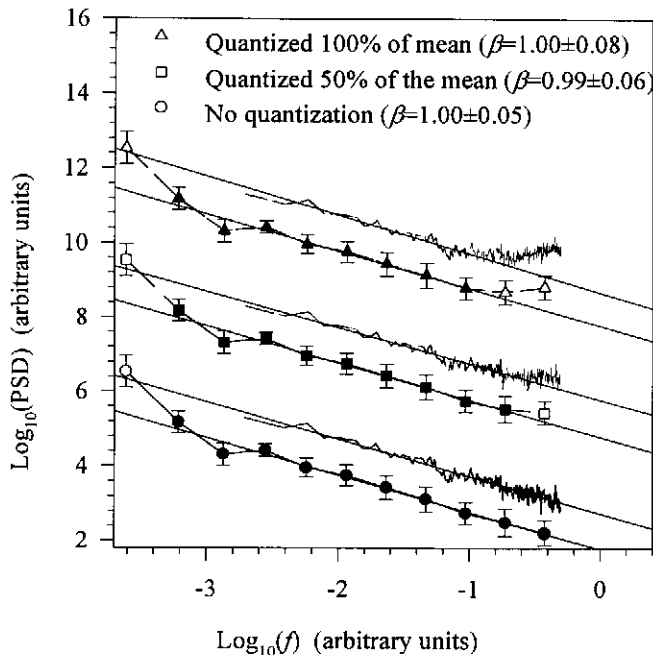 16
14
12
10
8
6
4
2
Log10(PSD) (arbitrary units)
Quantized 100% of mean (β=1.00±0.08)
Quantized 50% of the mean (β=0.99±0.06)
No quantization (β=1.00±0.05)
-3
-2
-1
0
Log10(f) (arbitrary units)